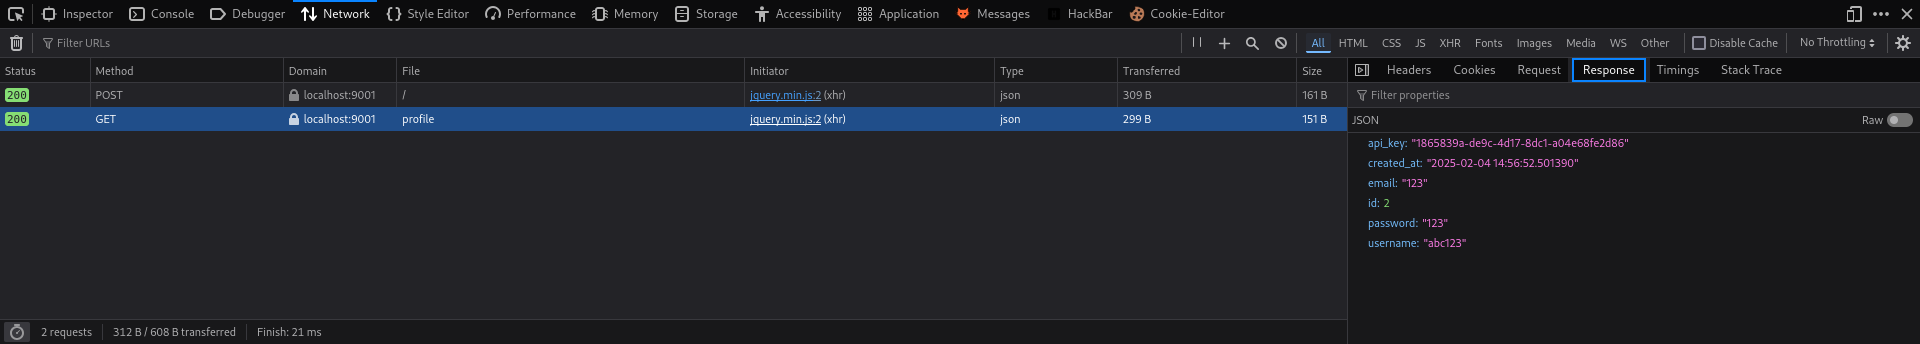 Inspector Console Debugger Network Style Editor Performance Memory Storage Accessibility Application Messages HackBar Cookie-Editor
Filter URLs All HTML CSS JS XHR Fonts Images Media WS Other Disable Cache No Throttling
Status Method Domain File Initiator Type Transferred Size
200 POST localhost:9001 / jquery.min.js:2 (xhr) json 309 B 161 B
200 GET localhost:9001 profile jquery.min.js:2 (xhr) json 299 B 151 B
2 requests 312 B / 608 B transferred Finish: 21 ms
Headers Cookies Request Response Timings Stack Trace
Filter properties
JSON Raw
api_key: "1865839a-de9c-4d17-8dc1-a04e68fe2d86"
created_at: "2025-02-04 14:56:52.501390"
email: "123"
id: 2
password: "123"
username: "abc123"